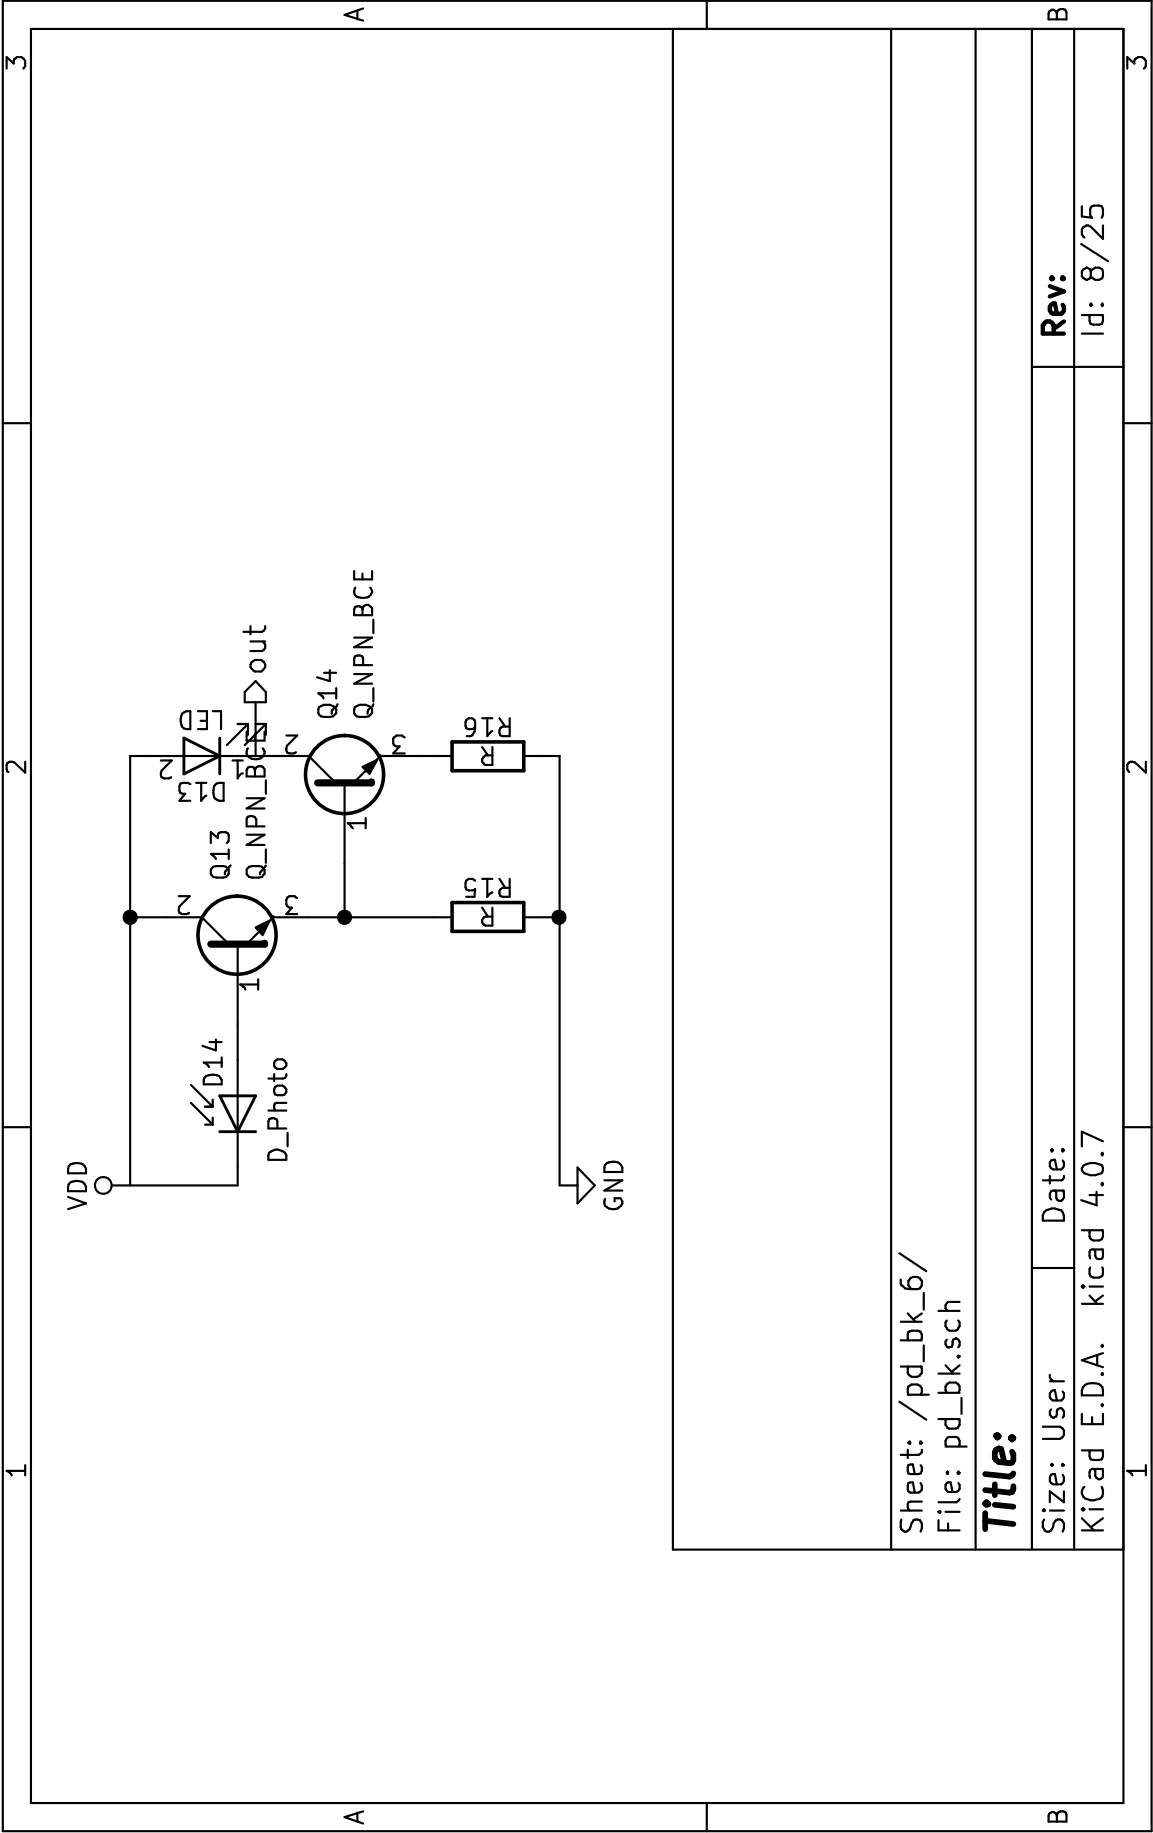 1
2
3
A
B
VDD
D14
D_Photo
Q13
Q_NPN_BCE
1
2
3
D13
LED
2
1
out
Q14
Q_NPN_BCE
1
2
3
R15
R
R16
R
GND
Sheet: /pd_bk_6/
File: pd_bk.sch
Title:
Size: User
Date:
Rev:
KiCad E.D.A. kicad 4.0.7
Id: 8/25
1
2
3
A
B